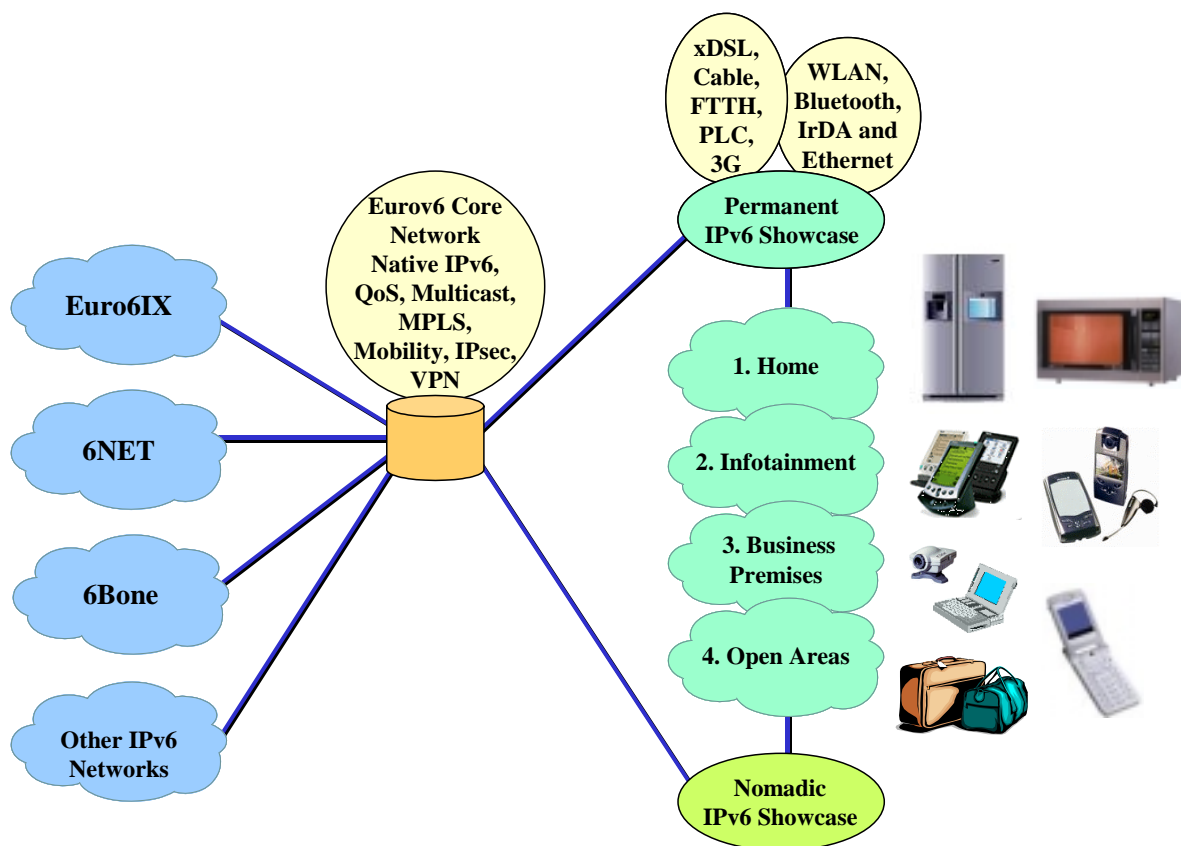 xDSL,
Cable,
FTTH,
PLC,
3G
WLAN,
Bluetooth,
IrDA and
Ethernet
Permanent
IPv6 Showcase
Eurov6 Core
Network
Native IPv6,
QoS, Multicast,
MPLS,
Mobility, IPsec,
VPN
Euro6IX
6NET
6Bone
Other IPv6
Networks
1. Home
2. Infotainment
3. Business
Premises
4. Open Areas
Nomadic
IPv6 Showcase